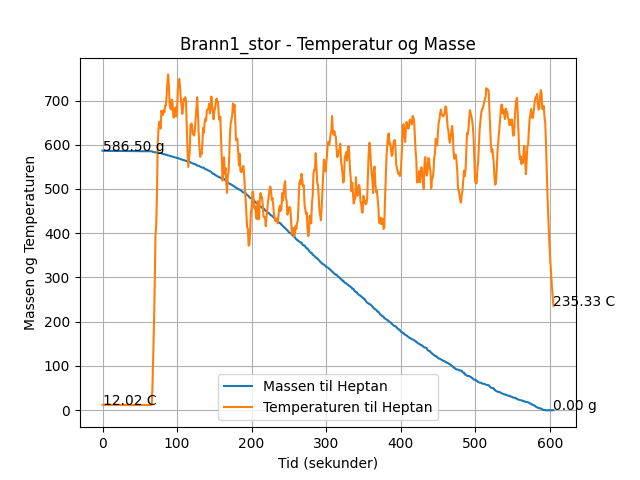 Brann1_stor - Temperatur og Masse
Massen og Temperaturen
700
600
500
400
300
200
100
0
586.50 g
12.02 C
235.33 C
0.00 g
Massen til Heptan
Temperaturen til Heptan
0 100 200 300 400 500 600
Tid (sekunder)